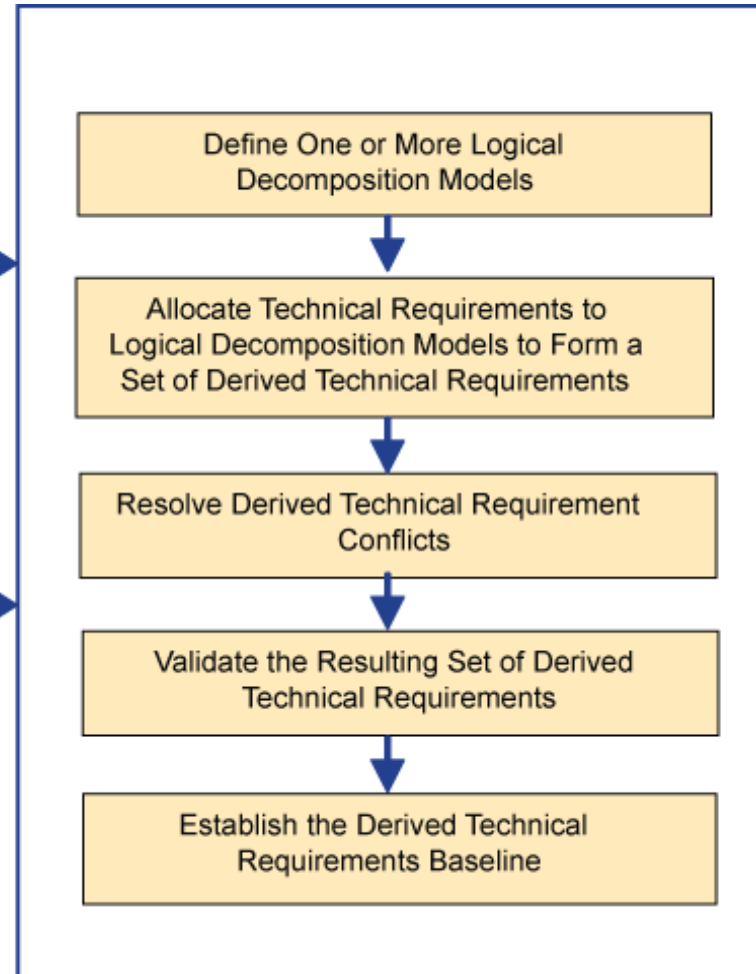 Define One or More Logical
Decomposition Models
Allocate Technical Requirements to
Logical Decomposition Models to Form a
Set of Derived Technical Requirements
Resolve Derived Technical Requirement
Conflicts
Validate the Resulting Set of Derived
Technical Requirements
Establish the Derived Technical
Requirements Baseline